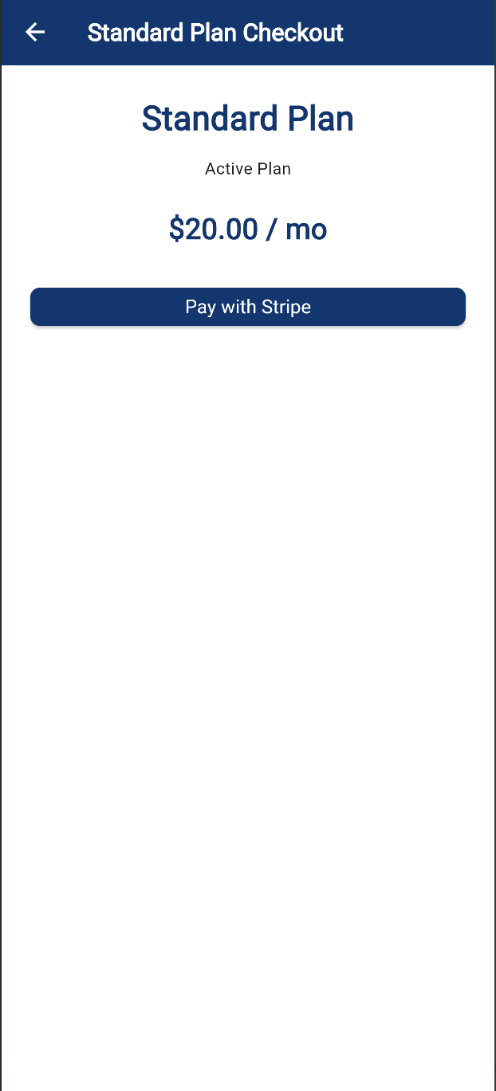 Standard Plan Checkout
Standard Plan
Active Plan
$20.00 / mo
Pay with Stripe